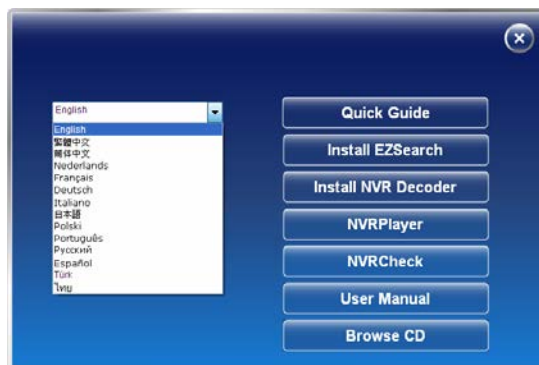 English
English
繁體中文
简体中文
Nederlands
Français
Deutsch
Italiano
日本語
Polski
Português
Русский
Español
Türk
ไทย
Quick Guide
Install EZSearch
Install NVR Decoder
NVRPlayer
NVRCheck
User Manual
Browse CD